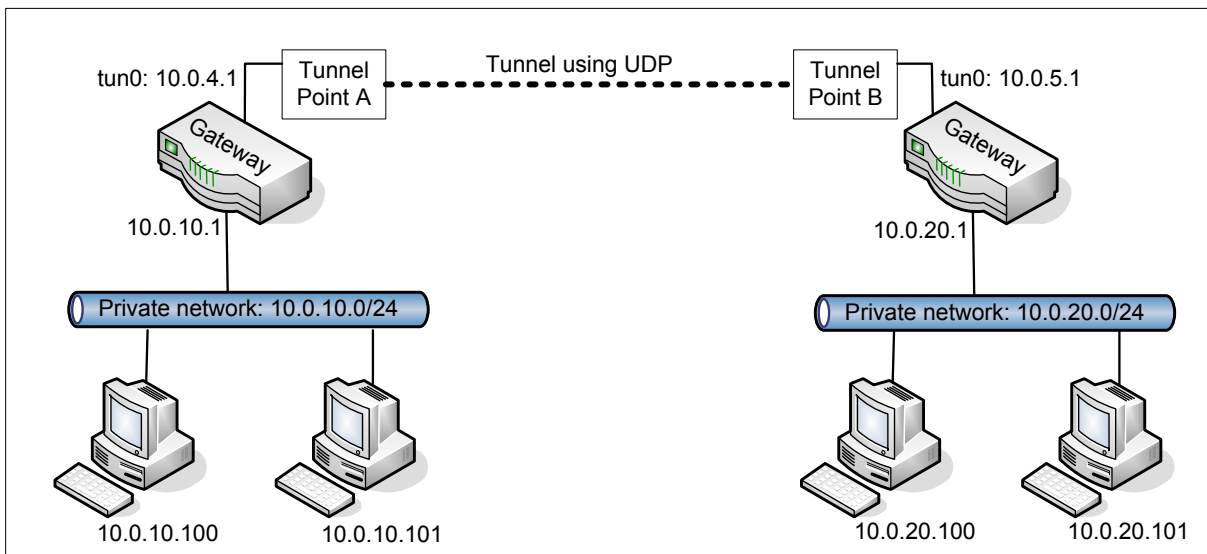 tun0: 10.0.4.1
Tunnel
Point A
Tunnel using UDP
Tunnel
Point B
tun0: 10.0.5.1
Gateway
Gateway
10.0.10.1
10.0.20.1
Private network: 10.0.10.0/24
Private network: 10.0.20.0/24
10.0.10.100
10.0.10.101
10.0.20.100
10.0.20.101